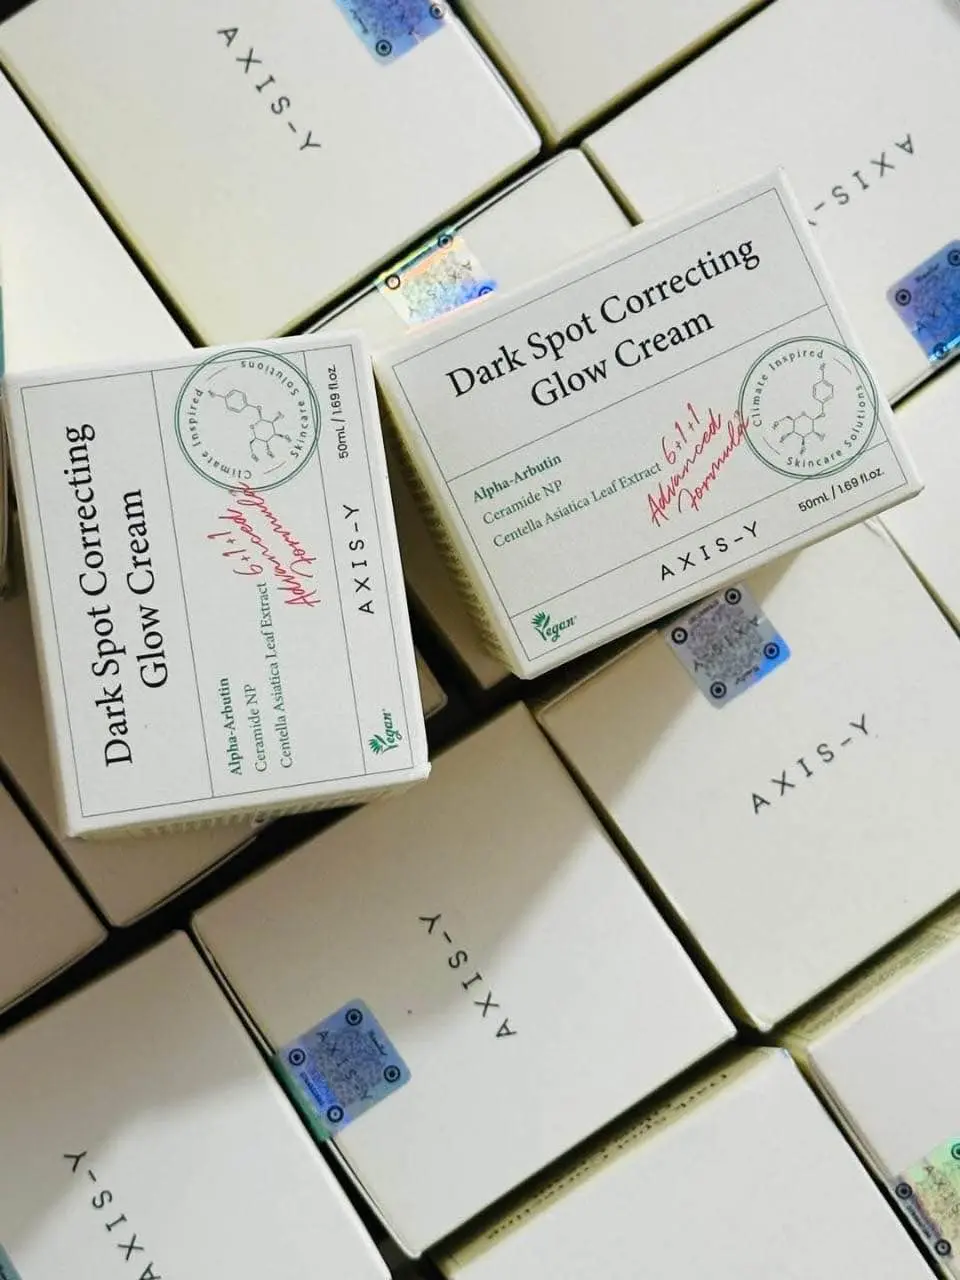 AXIS-Y
AXIS-Y
Dark Spot Correcting
Glow Cream
Alpha-Arbutin
Ceramide NP
Centella Asiatica Leaf Extract
6+1+1
Advanced
Formula
Climate Inspired
Skincare Solutions
50mL / 1.69 fl.oz.
AXIS-Y
Vegan
Dark Spot Correcting
Glow Cream
Alpha-Arbutin
Ceramide NP
Centella Asiatica Leaf Extract
6+1+1
Advanced
Formula
Climate Inspired
Skincare Solutions
50mL / 1.69 fl.oz.
AXIS-Y
Vegan
AXIS-Y
AXIS-Y
AXIS-Y